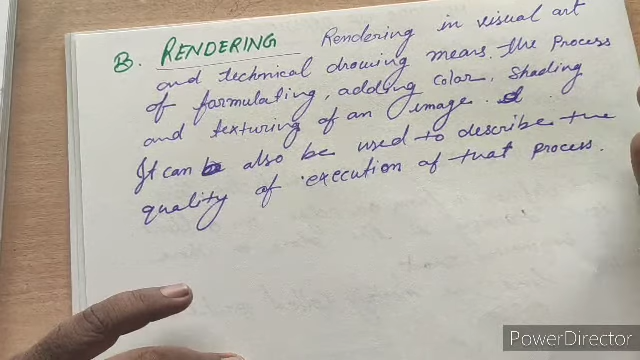 B. RENDERING Rendering in visual art
and technical drawing means the process
of formulating, adding color, shading
and texturing of an image.
It can also be used to describe the
quality of execution of that process.
PowerDirector